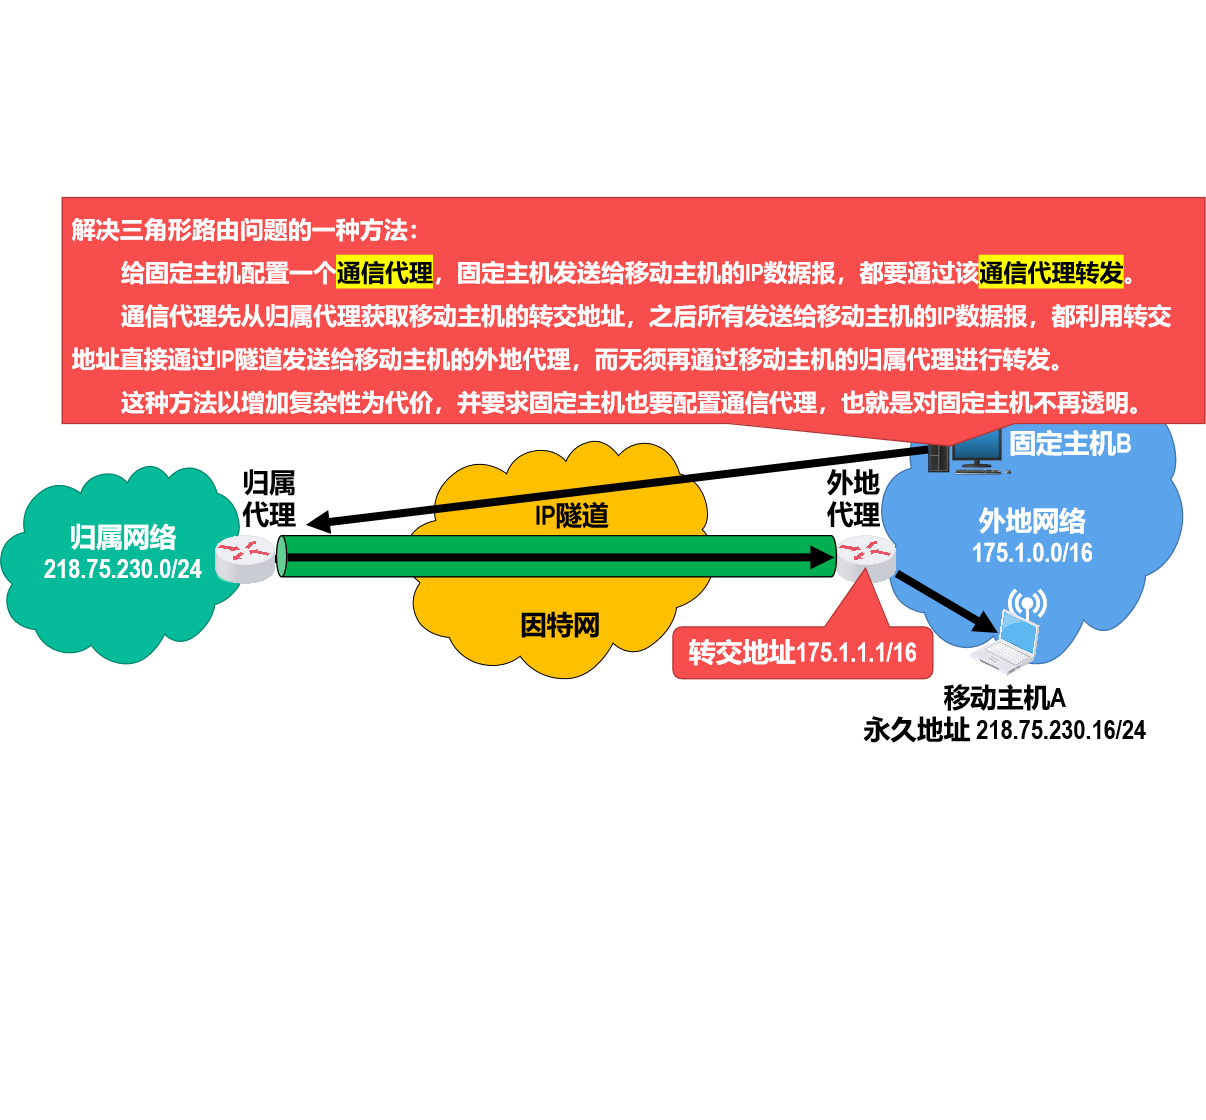 解决三角形路由问题的一种方法：
给固定主机配置一个通信代理，固定主机发送给移动主机的IP数据报，都要通过该通信代理转发。
通信代理先从归属代理获取移动主机的转交地址，之后所有发送给移动主机的IP数据报，都利用转交
地址直接通过IP隧道发送给移动主机的外地代理，而无须再通过移动主机的归属代理进行转发。
这种方法以增加复杂性为代价，并要求固定主机也要配置通信代理，也就是对固定主机不再透明。
固定主机B
归属
代理
外地
代理
IP隧道
归属网络
218.75.230.0/24
外地网络
175.1.0.0/16
因特网
转交地址175.1.1.1/16
移动主机A
永久地址 218.75.230.16/24